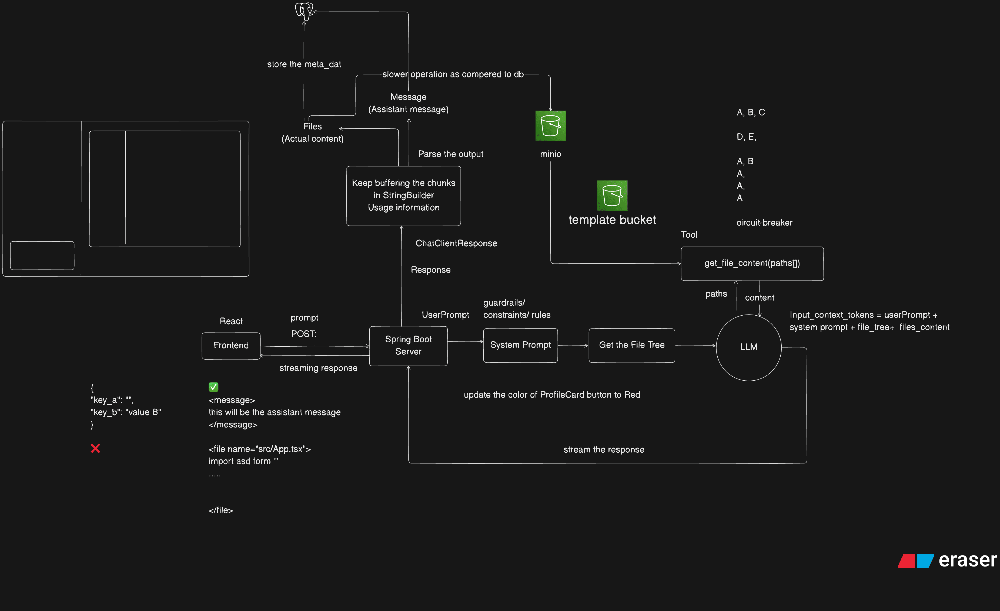 store the meta_dat
slower operation as compered to db
Message
(Assistant message)
Files
(Actual content)
Parse the output
minio
A, B, C
D, E,
A, B
A,
A,
A
circuit-breaker
Keep buffering the chunks
in StringBuilder
Usage information
template bucket
Tool
get_file_content(paths[])
ChatClientResponse
Response
paths
content
guardrails/
constraints/ rules
UserPrompt
Input_context_tokens = userPrompt +
system prompt + file_tree+ files_content
React
prompt
POST:
Frontend
Spring Boot
Server
System Prompt
Get the File Tree
LLM
streaming response
update the color of ProfileCard button to Red
{
"key_a": "",
"key_b": "value B"
}
<message>
this will be the assistant message
</message>
<file name="src/App.tsx">
import asd form '"
.....
</file>
stream the response
eraser